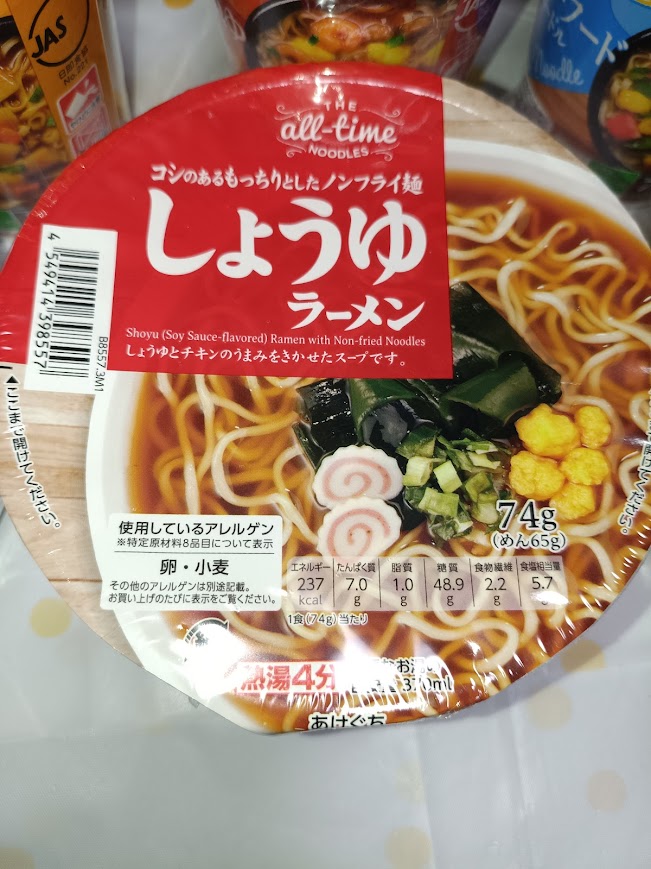 JAS
THE
all-time
NOODLES
コシのあるもっちりとしたノンフライ麺
しょうゆ
ラーメン
Shoyu (Soy Sauce-flavored) Ramen with Non-fried Noodles
しょうゆとチキンのうまみをきかせたスープです。
4549414398557
B8557.3M1
◀ここまで開けてください。
使用しているアレルゲン
※特定原材料8品目について表示
卵・小麦
その他のアレルゲンは別途記載。
お買い上げのたびに表示をご覧ください。
74g
(めん65g)
エネルギー たんぱく質 脂質 糖質 食物繊維 食塩相当量
237 7.0 1.0 48.9 2.2 5.7
kcal g g g g g
1食(74g)当たり
熱湯4分
あけぐち
ード
Noodle